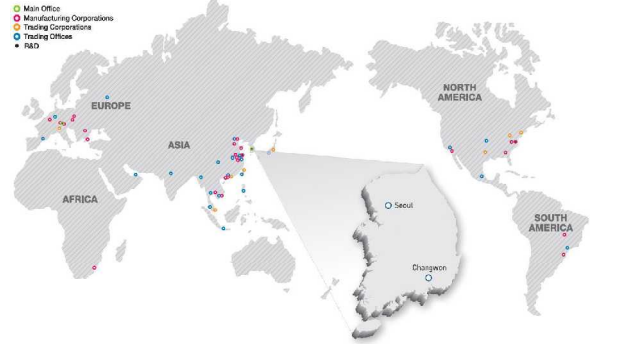 Main Office
Manufacturing Corporations
Trading Corporations
Trading Offices
R&D
NORTH
AMERICA
EUROPE
ASIA
AFRICA
Seoul
SOUTH
AMERICA
Changwon